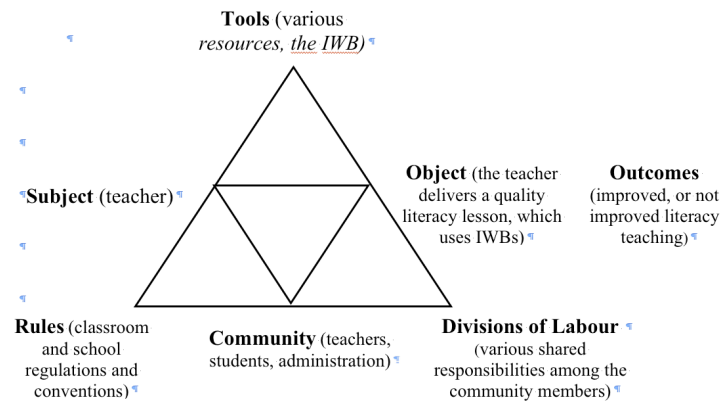 Tools (various
resources, the IWB)
Subject (teacher)
Object (the teacher
delivers a quality
literacy lesson, which
uses IWBs)
Outcomes
(improved, or not
improved literacy
teaching)
Rules (classroom
and school
regulations and
conventions)
Community (teachers,
students, administration)
Divisions of Labour
(various shared
responsibilities among the
community members)